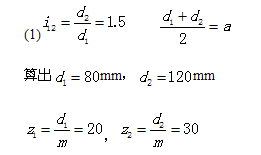 (1) i₁₂ = d₂/d₁ = 1.5    (d₁ + d₂)/2 = a
算出 d₁ = 80mm， d₂ = 120mm
z₁ = d₁/m = 20， z₂ = d₂/m = 30